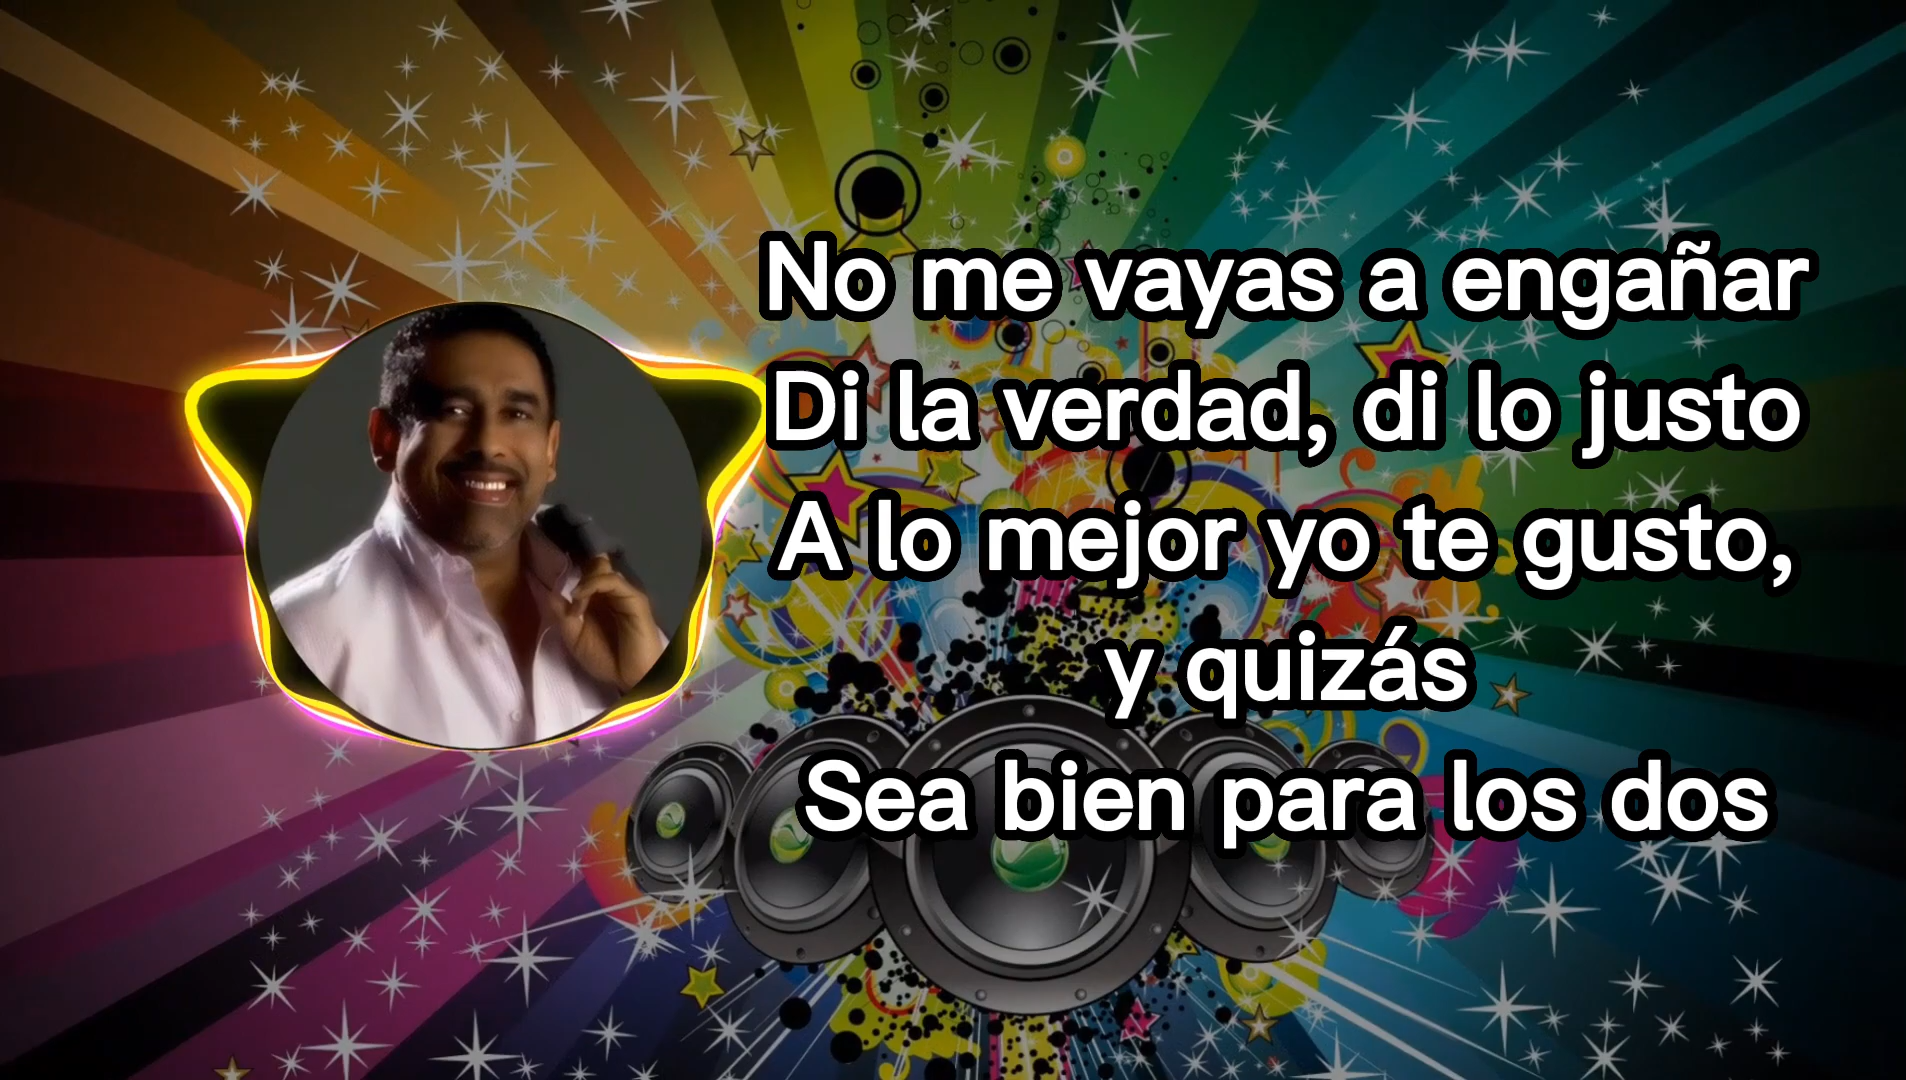 No me vayas a engañar
Di la verdad, di lo justo
A lo mejor yo te gusto,
y quizás
Sea bien para los dos